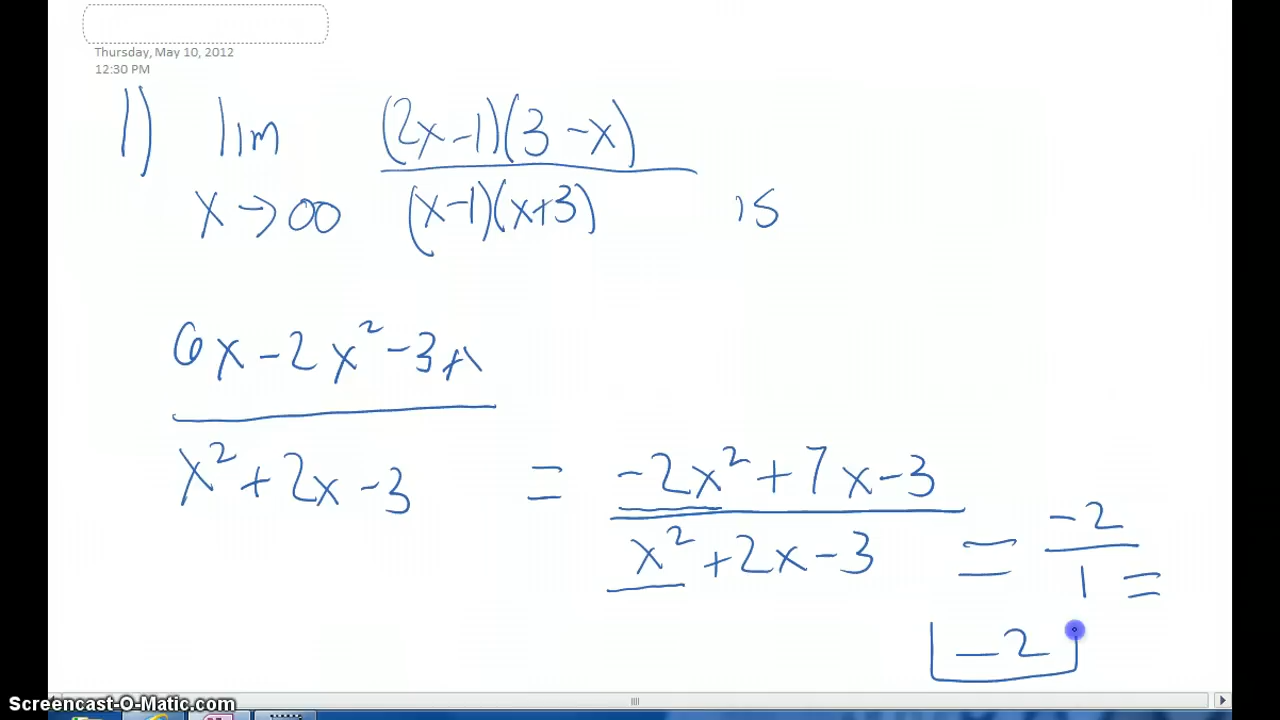 Thursday, May 10, 2012
12:30 PM
1) lim x→∞ (2x-1)(3-x) / (x-1)(x+3) is
6x-2x²-3+x
x²+2x-3
= -2x²+7x-3 / x²+2x-3 = -2/1 =
-2
Screencast-O-Matic.com